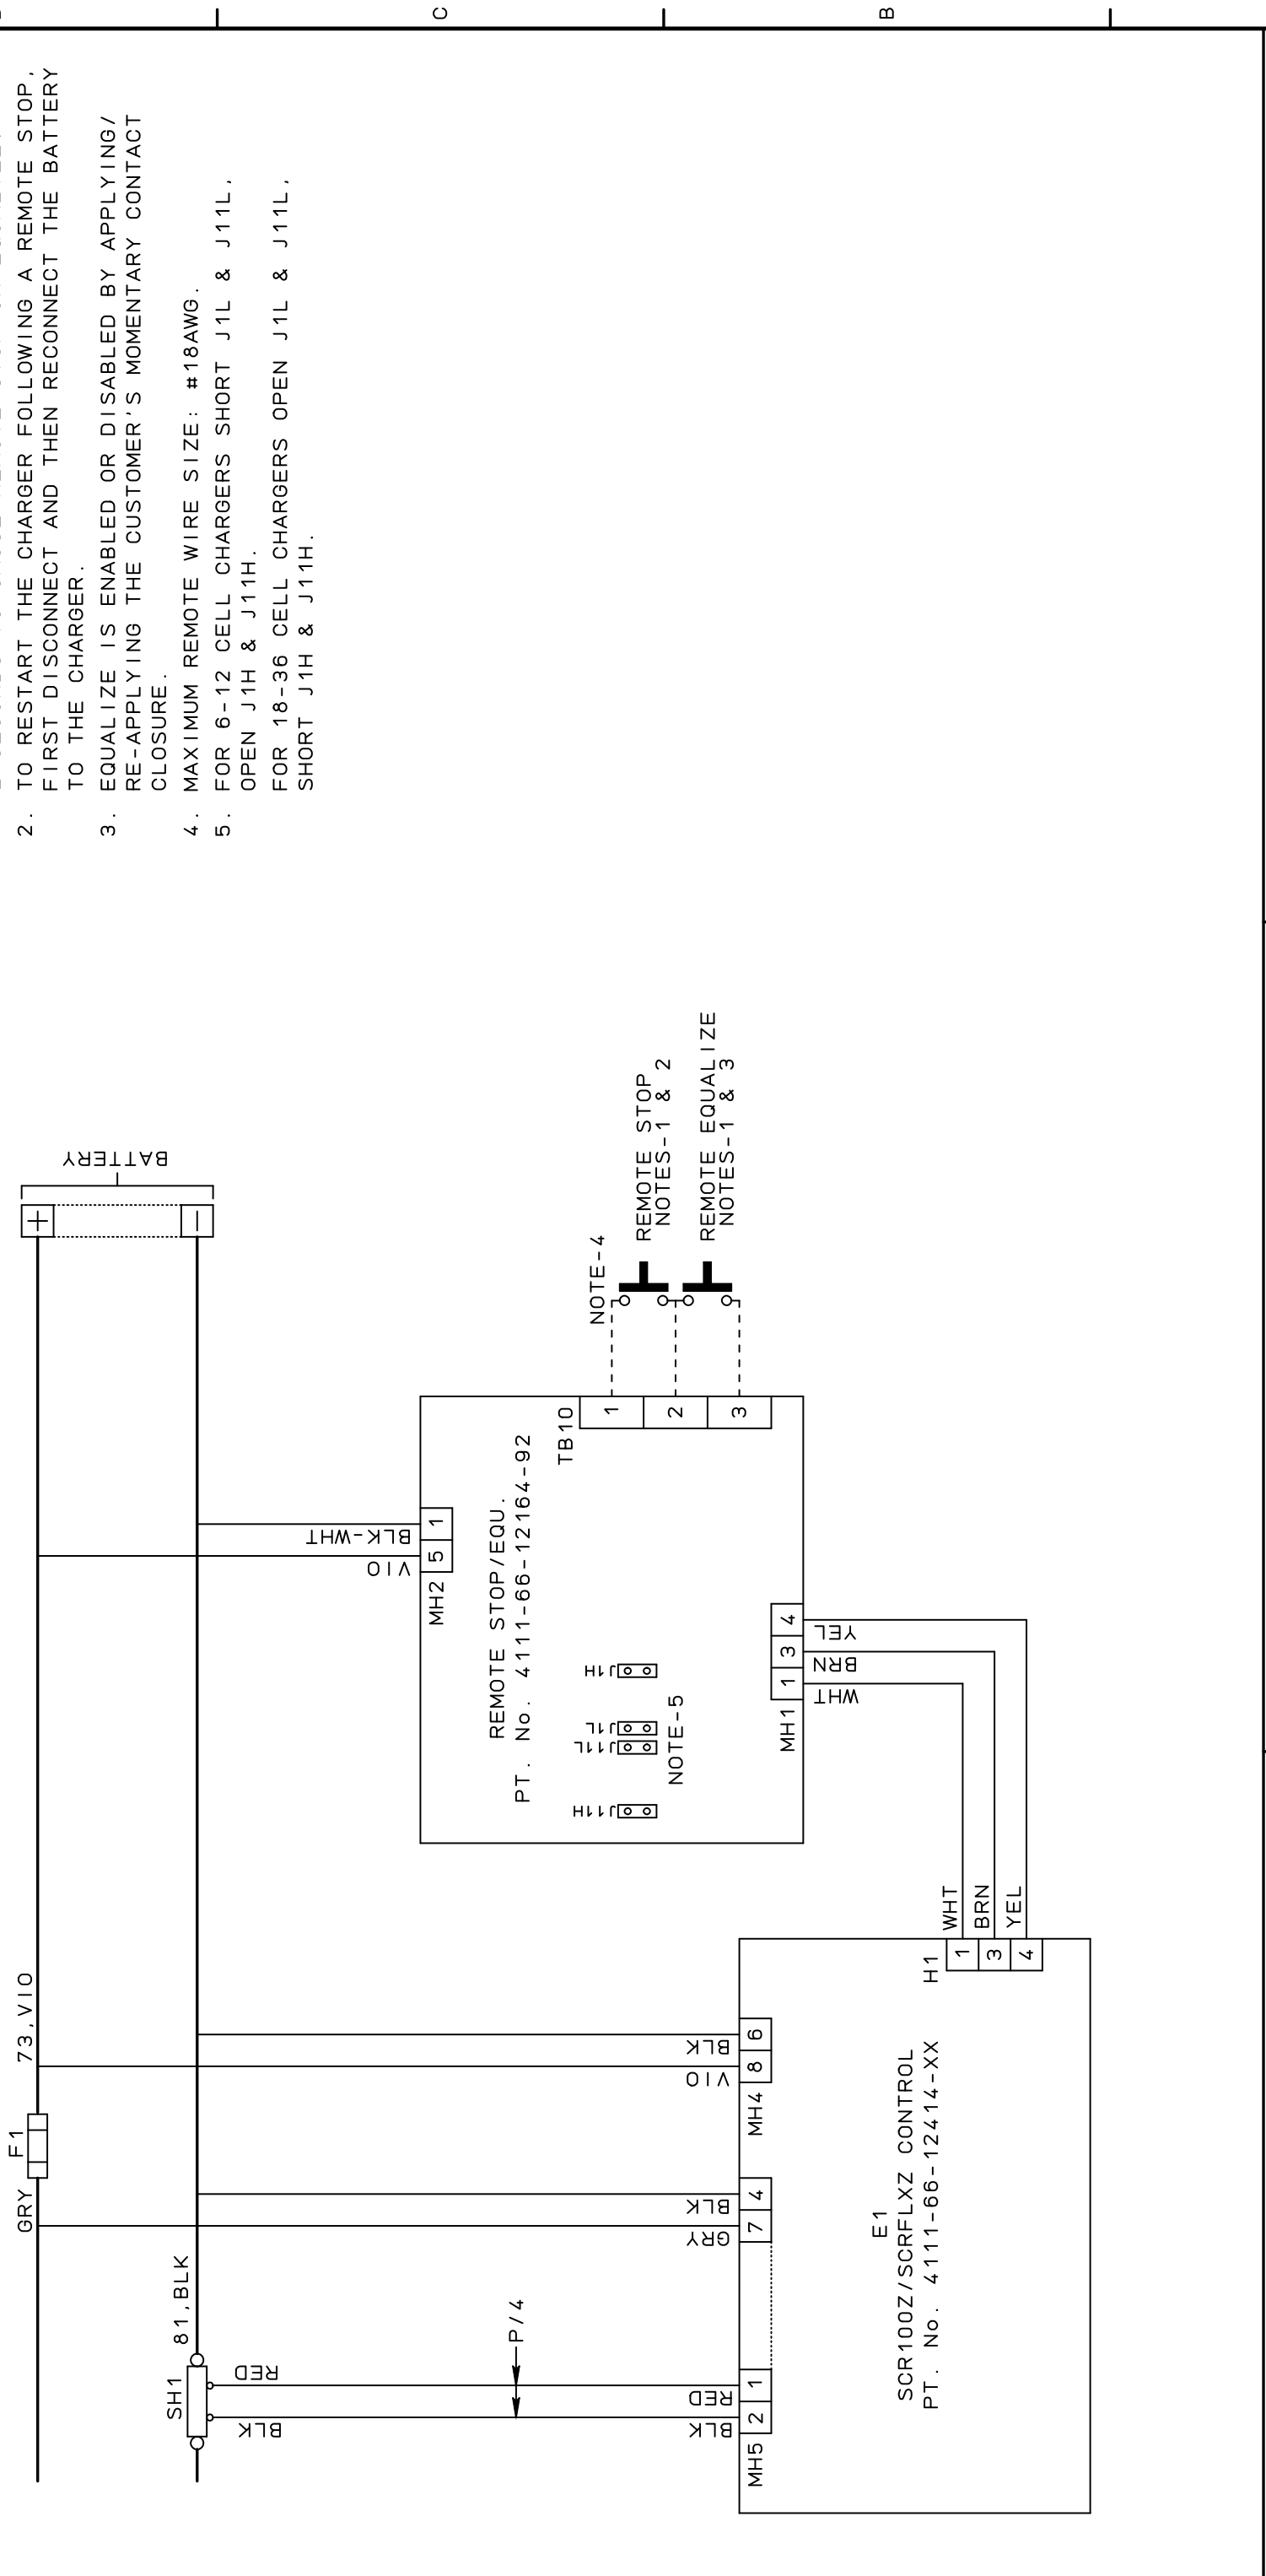 C
B
2. TO RESTART THE CHARGER FOLLOWING A REMOTE STOP,
FIRST DISCONNECT AND THEN RECONNECT THE BATTERY
TO THE CHARGER.
3. EQUALIZE IS ENABLED OR DISABLED BY APPLYING/
RE-APPLYING THE CUSTOMER'S MOMENTARY CONTACT
CLOSURE.
4. MAXIMUM REMOTE WIRE SIZE: #18AWG.
5. FOR 6-12 CELL CHARGERS SHORT J1L & J11L,
OPEN J1H & J11H.
FOR 18-36 CELL CHARGERS OPEN J1L & J11L,
SHORT J1H & J11H.
GRY
F1
73,VIO
+
-
BATTERY
SH1
81,BLK
BLK
RED
P/4
BLK
RED
GRY
BLK
VIO
BLK
MH5
2
1
7
4
MH4
8
6
E1
SCR100Z/SCRFLXZ CONTROL
PT. No. 4111-66-12414-XX
H1
1
3
4
WHT
BRN
YEL
VIO
BLK-WHT
MH2
5
1
REMOTE STOP/EQU.
PT. No. 4111-66-12164-92
TB10
1
2
3
J11H
J11L
J1L
J1H
NOTE-5
MH1
1
3
4
WHT
BRN
YEL
NOTE-4
REMOTE STOP
NOTES-1 & 2
REMOTE EQUALIZE
NOTES-1 & 3